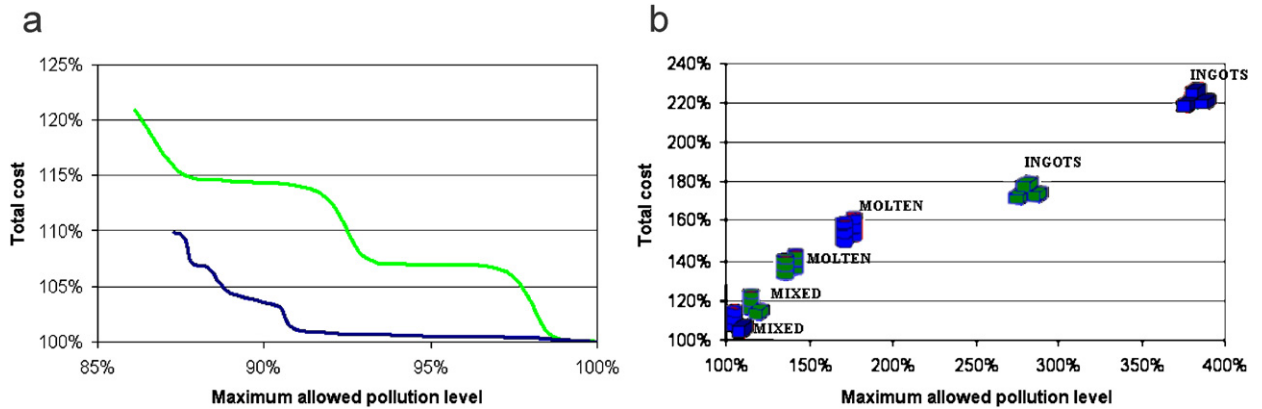 a
125%
120%
115%
110%
105%
100%
Total cost
85%
90%
95%
100%
Maximum allowed pollution level
b
240%
220%
200%
180%
160%
140%
120%
100%
Total cost
INGOTS
INGOTS
MOLTEN
MOLTEN
MIXED
MIXED
100%
150%
200%
250%
300%
350%
400%
Maximum allowed pollution level